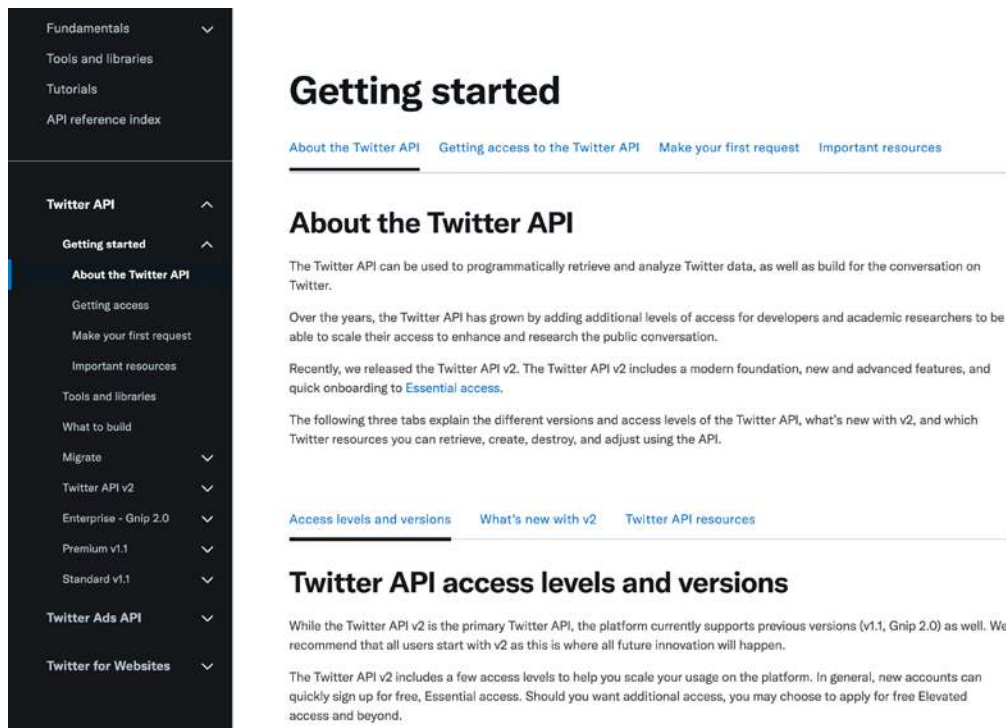 Fundamentals
Tools and libraries
Tutorials
API reference index
Twitter API
Getting started
About the Twitter API
Getting access
Make your first request
Important resources
Tools and libraries
What to build
Migrate
Twitter API v2
Enterprise - Gnip 2.0
Premium v1.1
Standard v1.1
Twitter Ads API
Twitter for Websites
Getting started
About the Twitter API Getting access to the Twitter API Make your first request Important resources
About the Twitter API
The Twitter API can be used to programmatically retrieve and analyze Twitter data, as well as build for the conversation on
Twitter.
Over the years, the Twitter API has grown by adding additional levels of access for developers and academic researchers to be
able to scale their access to enhance and research the public conversation.
Recently, we released the Twitter API v2. The Twitter API v2 includes a modern foundation, new and advanced features, and
quick onboarding to Essential access.
The following three tabs explain the different versions and access levels of the Twitter API, what's new with v2, and which
Twitter resources you can retrieve, create, destroy, and adjust using the API.
Access levels and versions What's new with v2 Twitter API resources
Twitter API access levels and versions
While the Twitter API v2 is the primary Twitter API, the platform currently supports previous versions (v1.1, Gnip 2.0) as well. We
recommend that all users start with v2 as this is where all future innovation will happen.
The Twitter API v2 includes a few access levels to help you scale your usage on the platform. In general, new accounts can
quickly sign up for free, Essential access. Should you want additional access, you may choose to apply for free Elevated
access and beyond.